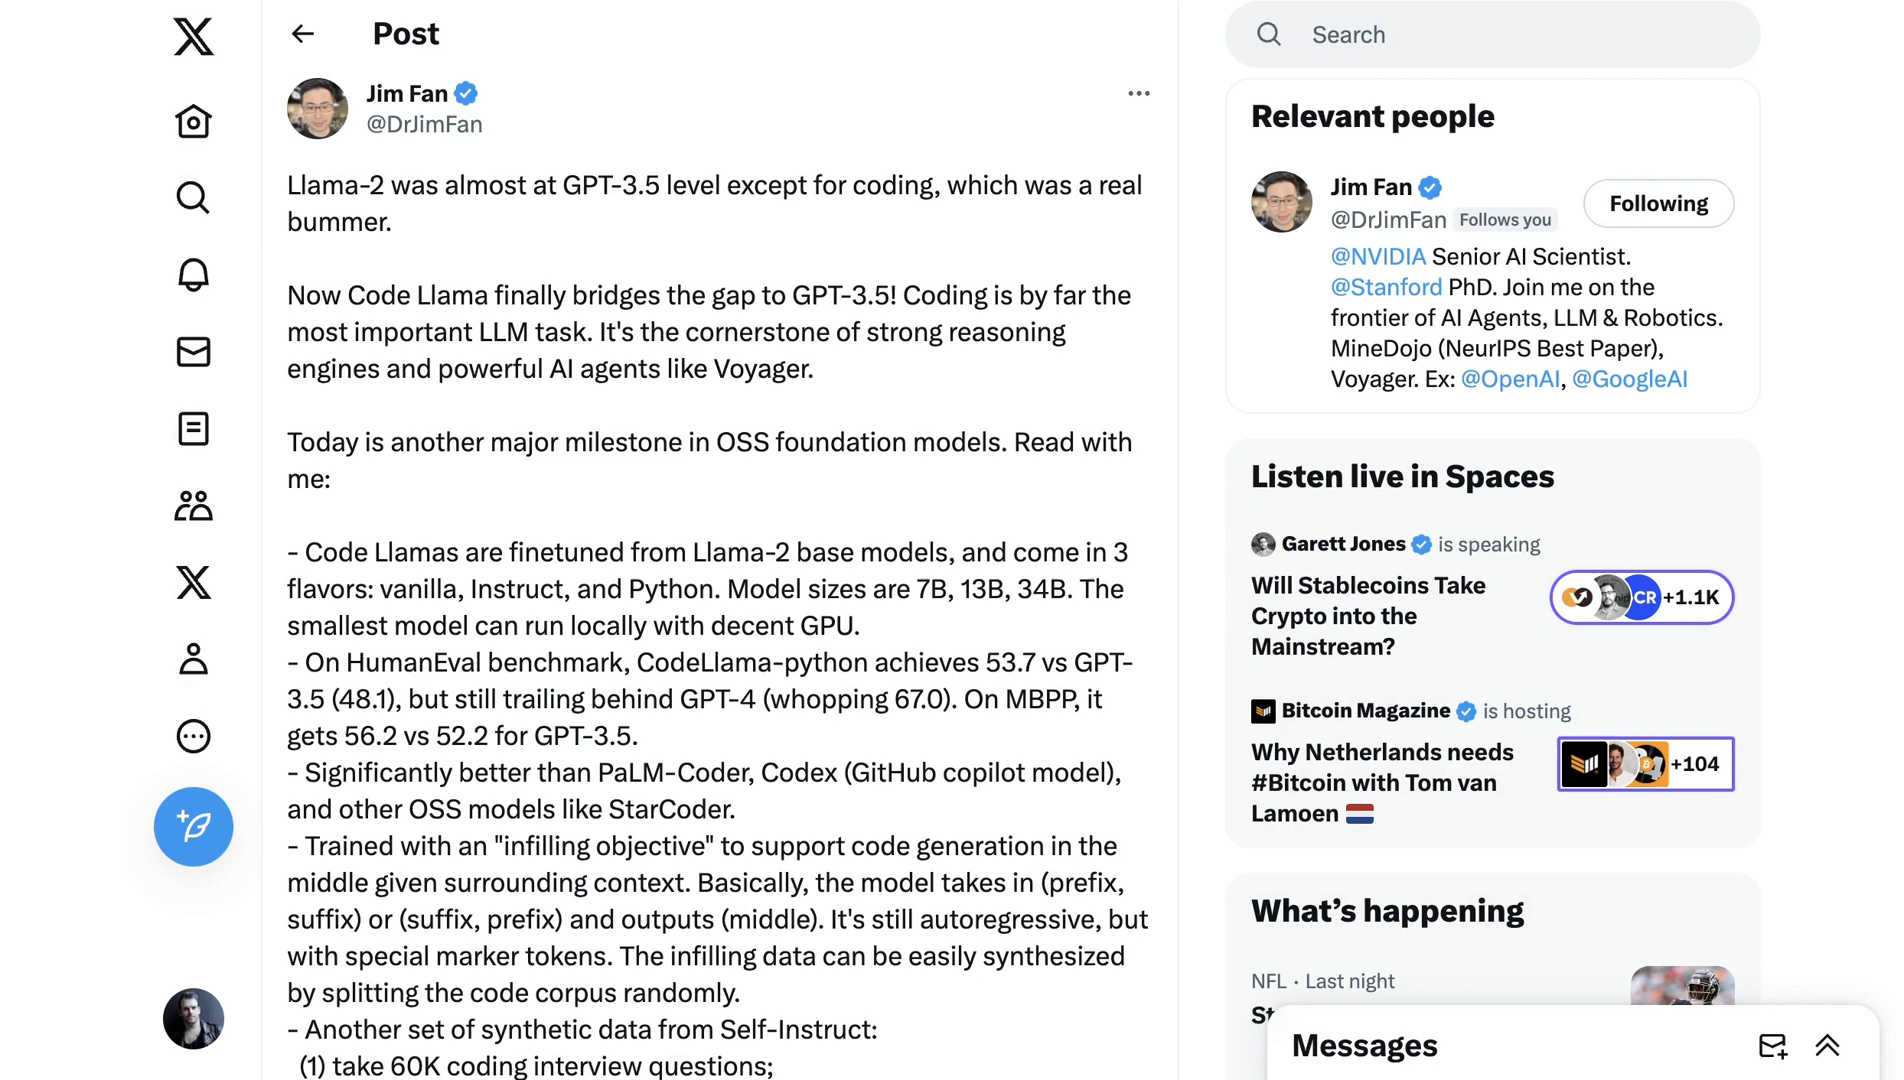 Post
Jim Fan
@DrJimFan
Llama-2 was almost at GPT-3.5 level except for coding, which was a real
bummer.
Now Code Llama finally bridges the gap to GPT-3.5! Coding is by far the
most important LLM task. It's the cornerstone of strong reasoning
engines and powerful AI agents like Voyager.
Today is another major milestone in OSS foundation models. Read with
me:
- Code Llamas are finetuned from Llama-2 base models, and come in 3
flavors: vanilla, Instruct, and Python. Model sizes are 7B, 13B, 34B. The
smallest model can run locally with decent GPU.
- On HumanEval benchmark, CodeLlama-python achieves 53.7 vs GPT-
3.5 (48.1), but still trailing behind GPT-4 (whopping 67.0). On MBPP, it
gets 56.2 vs 52.2 for GPT-3.5.
- Significantly better than PaLM-Coder, Codex (GitHub copilot model),
and other OSS models like StarCoder.
- Trained with an "infilling objective" to support code generation in the
middle given surrounding context. Basically, the model takes in (prefix,
suffix) or (suffix, prefix) and outputs (middle). It's still autoregressive, but
with special marker tokens. The infilling data can be easily synthesized
by splitting the code corpus randomly.
- Another set of synthetic data from Self-Instruct:
(1) take 60K coding interview questions;
Search
Relevant people
Jim Fan
@DrJimFan Follows you
Following
@NVIDIA Senior AI Scientist.
@Stanford PhD. Join me on the
frontier of AI Agents, LLM & Robotics.
MineDojo (NeurIPS Best Paper),
Voyager. Ex: @OpenAI, @GoogleAI
Listen live in Spaces
Garett Jones is speaking
Will Stablecoins Take
Crypto into the
Mainstream?
CR +1.1K
Bitcoin Magazine is hosting
Why Netherlands needs
#Bitcoin with Tom van
Lamoen
+104
What's happening
NFL · Last night
Messages